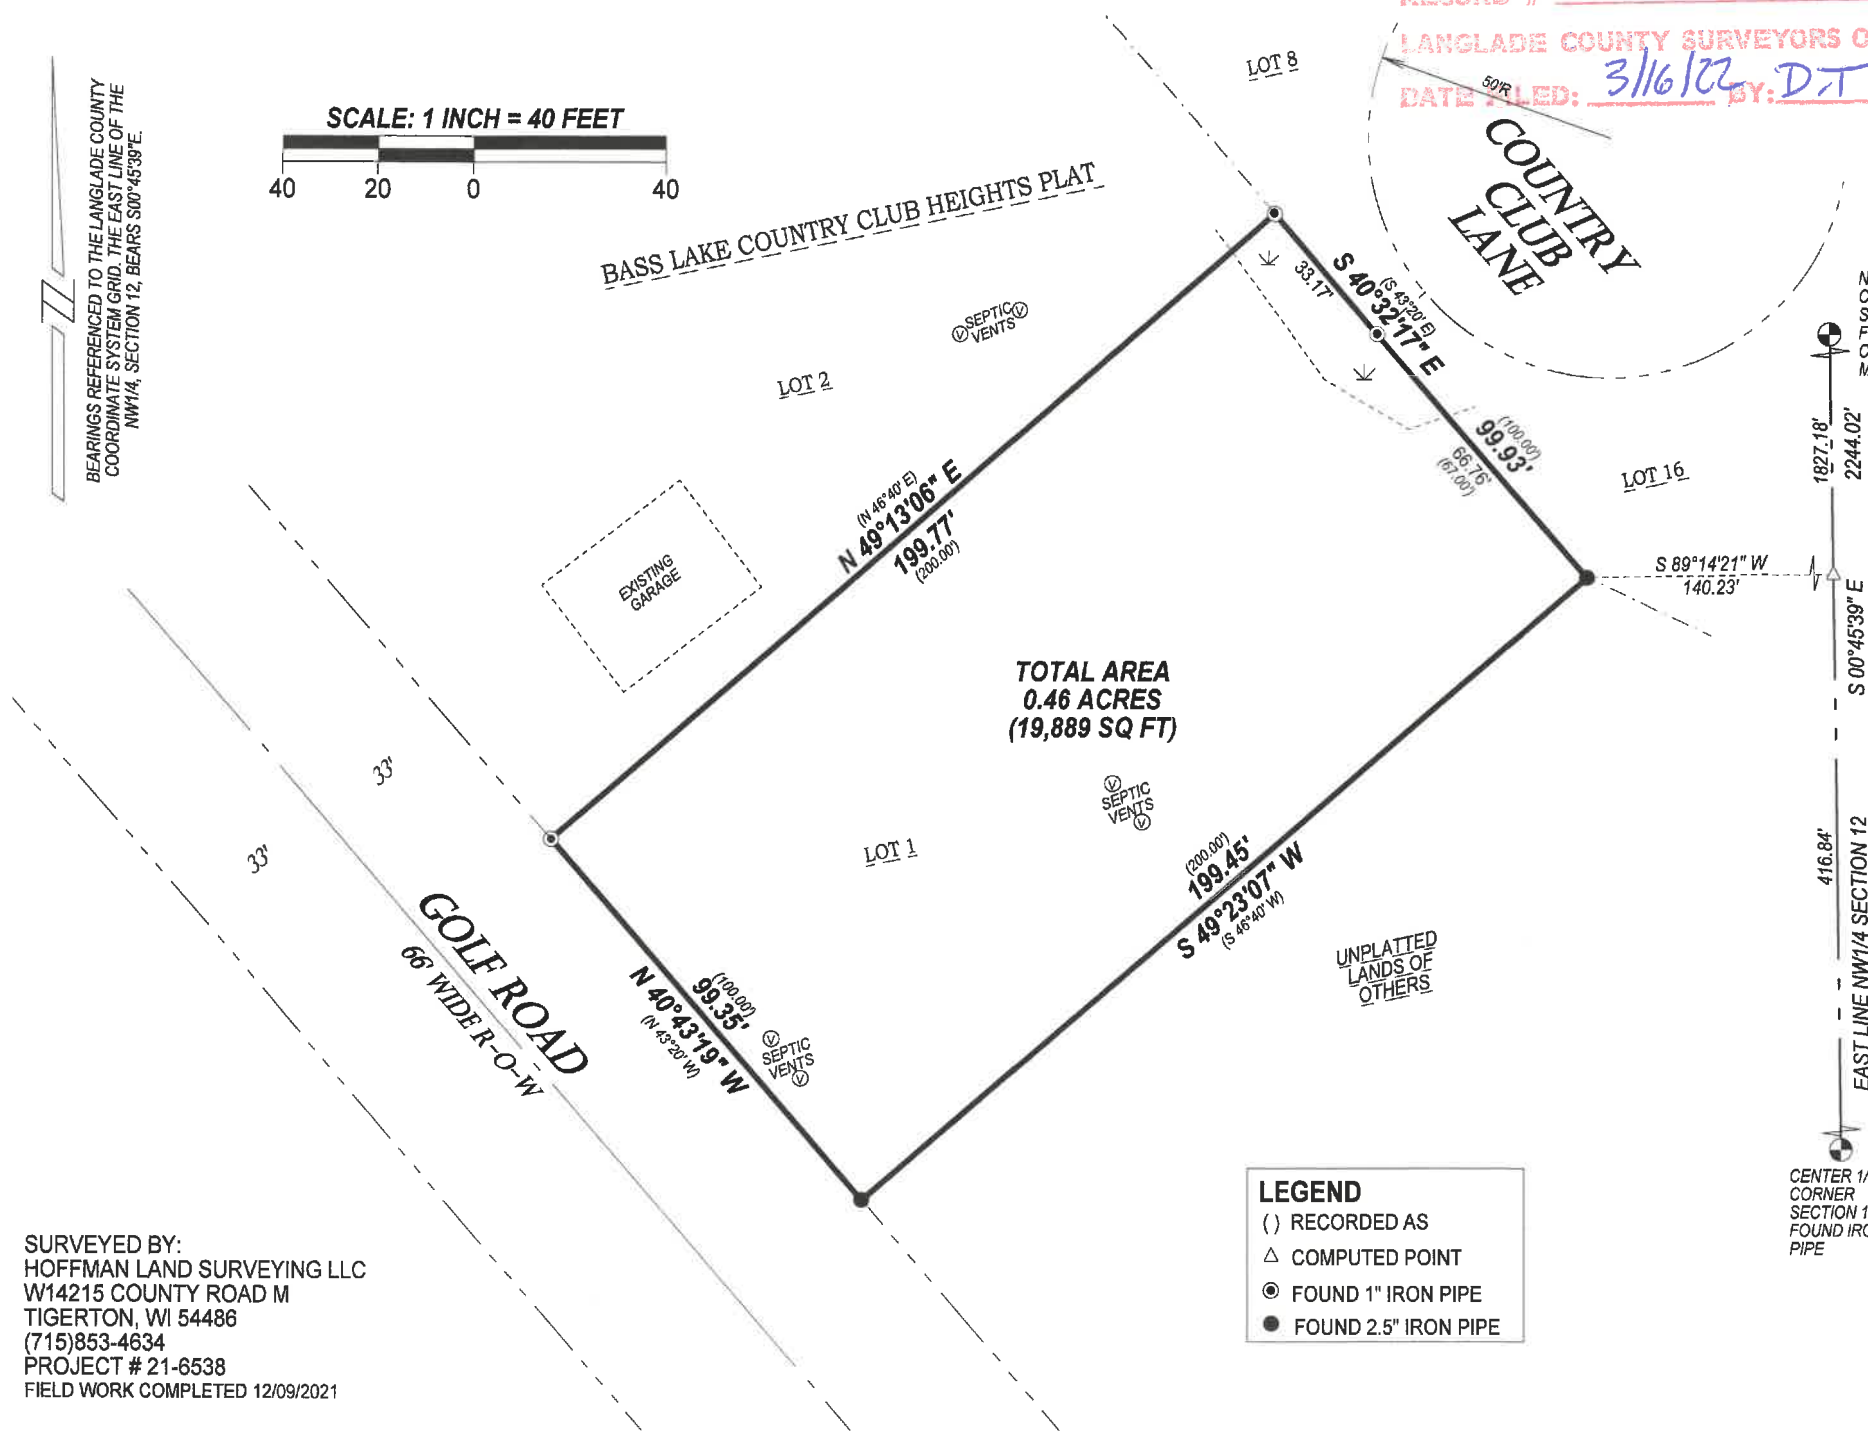 LANGLADE COUNTY SURVEYORS
DATE FILED: 3/16/22 BY: D.T
BEARINGS REFERENCED TO THE LANGLADE COUNTY
COORDINATE SYSTEM GRID. THE EAST LINE OF THE
NW1/4, SECTION 12, BEARS S00°45'39"E.
SCALE: 1 INCH = 40 FEET
40 20 0 40
BASS LAKE COUNTRY CLUB HEIGHTS PLAT
LOT 8
50'R
COUNTRY
CLUB
LANE
SEPTIC
VENTS
V
V
LOT 2
33.17'
(S 43°20' E)
S 40°32'17" E
(100.00')
99.93'
66.76'
(67.00')
LOT 16
S 89°14'21" W
140.23'
1827.18'
2244.02'
S 00°45'39" E
416.84'
EAST LINE NW1/4 SECTION 12
(N 46°40' E)
N 49°13'06" E
199.77'
(200.00')
EXISTING
GARAGE
TOTAL AREA
0.46 ACRES
(19,889 SQ FT)
V
SEPTIC
VENTS
V
LOT 1
(200.00')
199.45'
S 49°23'07" W
(S 46°40' W)
UNPLATTED
LANDS OF
OTHERS
33'
33'
GOLF ROAD
66' WIDE R-O-W
(100.00')
99.35'
N 40°43'19" W
(N 43°20' W)
V
SEPTIC
VENTS
V
CENTER
CORNER
SECTION
FOUND
PIPE
LEGEND
() RECORDED AS
△ COMPUTED POINT
FOUND 1" IRON PIPE
FOUND 2.5" IRON PIPE
SURVEYED BY:
HOFFMAN LAND SURVEYING LLC
W14215 COUNTY ROAD M
TIGERTON, WI 54486
(715)853-4634
PROJECT # 21-6538
FIELD WORK COMPLETED 12/09/2021